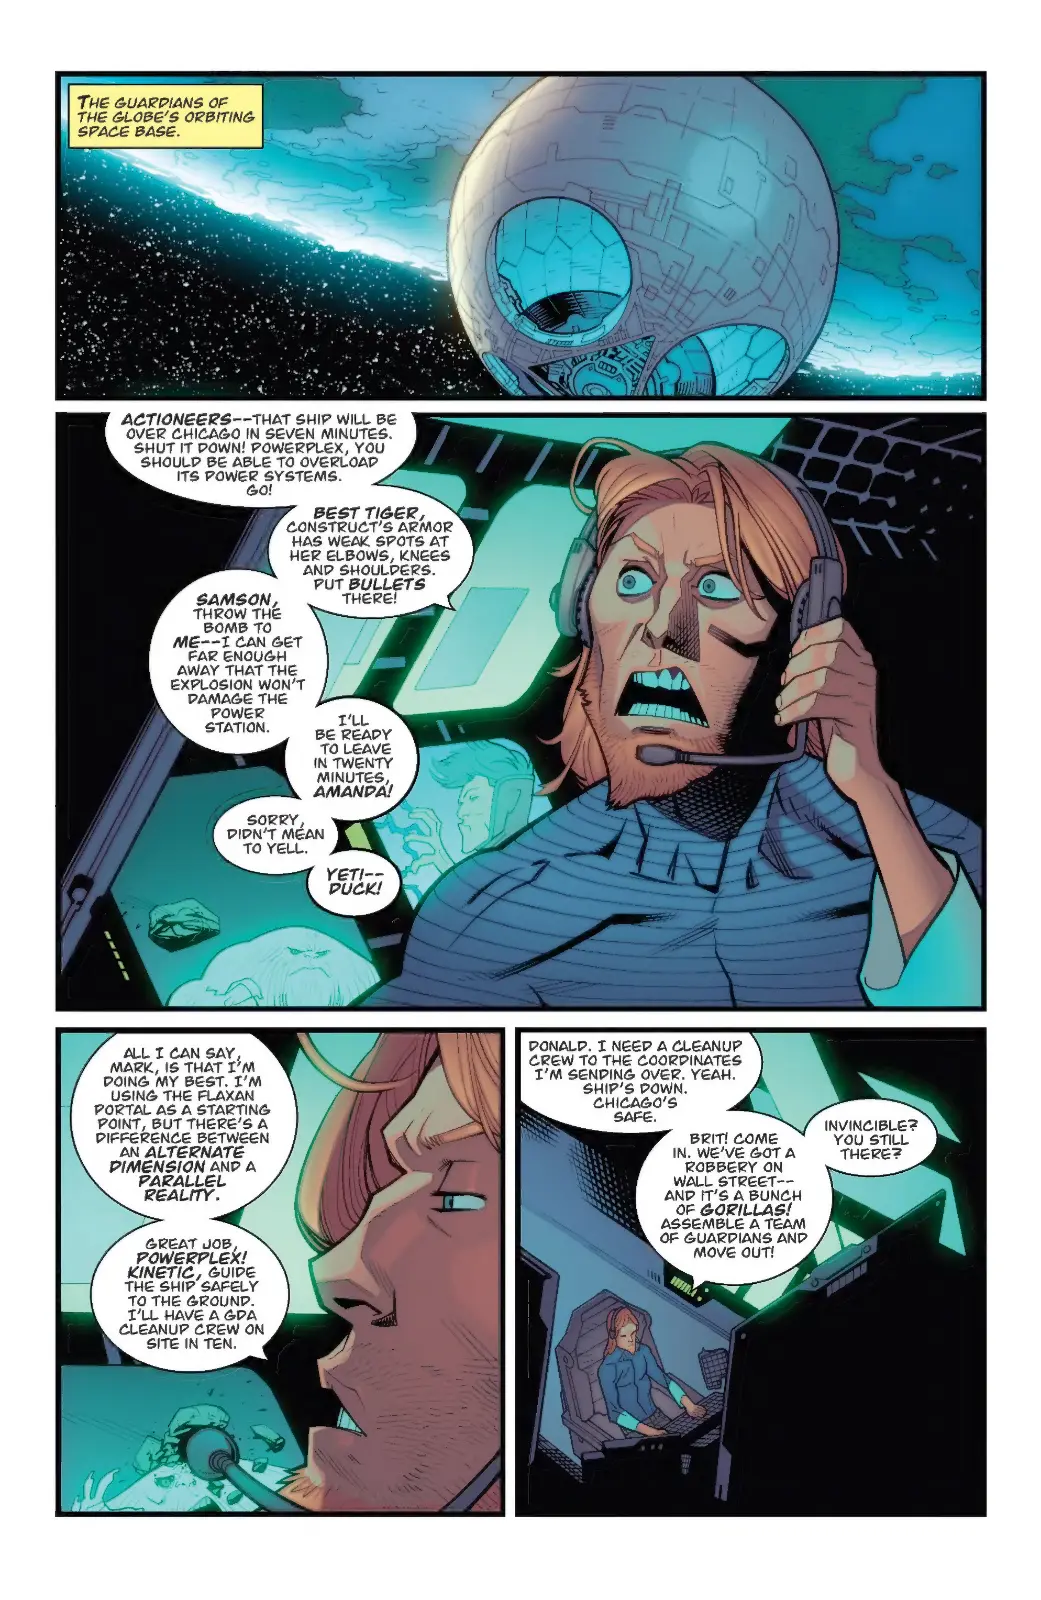 THE GUARDIANS OF
THE GLOBE'S ORBITING
SPACE BASE.
ACTIONEERS--THAT SHIP WILL BE
OVER CHICAGO IN SEVEN MINUTES.
SHUT IT DOWN! POWERPLEX, YOU
SHOULD BE ABLE TO OVERLOAD
ITS POWER SYSTEMS.
GO!
BEST TIGER,
CONSTRUCT'S ARMOR
HAS WEAK SPOTS AT
HER ELBOWS, KNEES
AND SHOULDERS.
PUT BULLETS
THERE!
SAMSON,
THROW THE
BOMB TO
ME--I CAN GET
FAR ENOUGH
AWAY THAT THE
EXPLOSION WON'T
DAMAGE THE
POWER
STATION.
I'LL
BE READY
TO LEAVE
IN TWENTY
MINUTES,
AMANDA!
SORRY,
DIDN'T MEAN
TO YELL.
YETI--
DUCK!
ALL I CAN SAY,
MARK, IS THAT I'M
DOING MY BEST. I'M
USING THE FLAXAN
PORTAL AS A STARTING
POINT, BUT THERE'S A
DIFFERENCE BETWEEN
AN ALTERNATE
DIMENSION AND A
PARALLEL
REALITY.
GREAT JOB,
POWERPLEX!
KINETIC, GUIDE
THE SHIP SAFELY
TO THE GROUND.
I'LL HAVE A GDA
CLEANUP CREW ON
SITE IN TEN.
DONALD. I NEED A CLEANUP
CREW TO THE COORDINATES
I'M SENDING OVER. YEAH.
SHIP'S DOWN.
CHICAGO'S
SAFE.
BRIT! COME
IN. WE'VE GOT A
ROBBERY ON
WALL STREET--
AND IT'S A BUNCH
OF GORILLAS!
ASSEMBLE A TEAM
OF GUARDIANS AND
MOVE OUT!
INVINCIBLE?
YOU STILL
THERE?